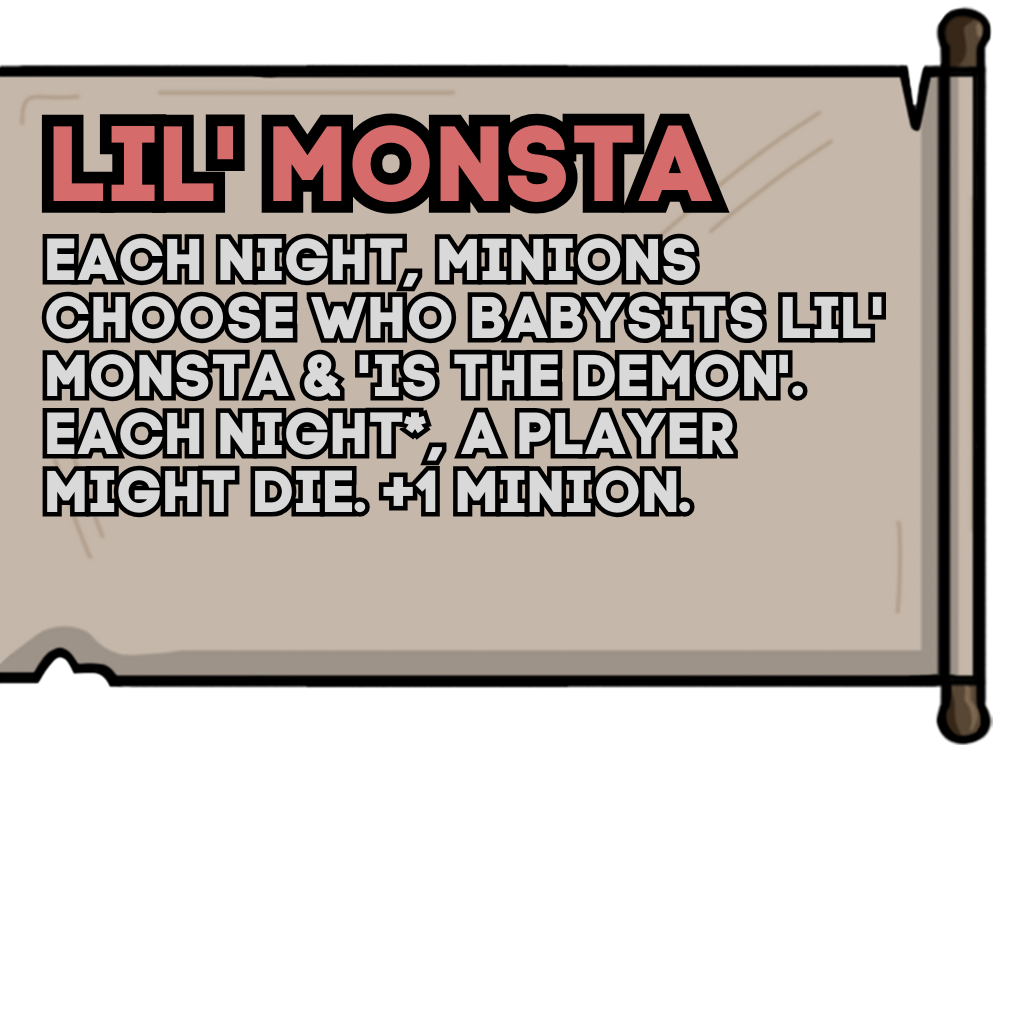 LIL' MONSTA
EACH NIGHT, MINIONS
CHOOSE WHO BABYSITS LIL'
MONSTA & 'IS THE DEMON'.
EACH NIGHT*, A PLAYER
MIGHT DIE. +1 MINION.